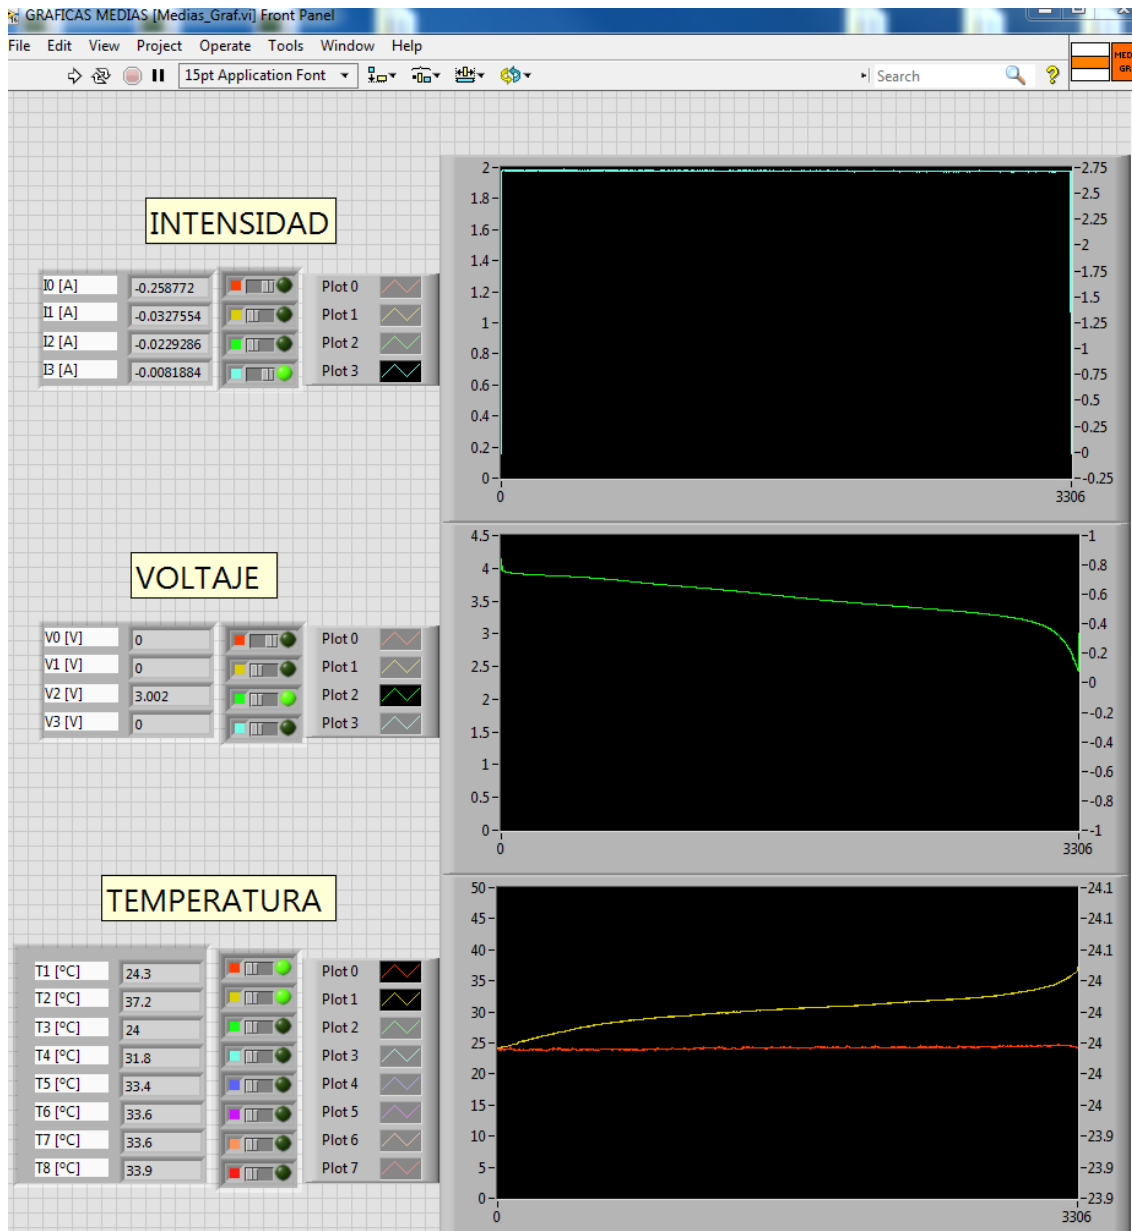 GRAFICAS MEDIAS [Medias_Graf.vi] Front Panel
File Edit View Project Operate Tools Window Help
15pt Application Font
Search
?
MED
GR
INTENSIDAD
I0 [A] -0.258772 Plot 0
I1 [A] -0.0327554 Plot 1
I2 [A] -0.0229286 Plot 2
I3 [A] -0.0081884 Plot 3
2 2.75
1.8 2.5
1.6 2.25
1.4 2
1.2 1.75
1 1.5
0.8 1.25
0.6 1
0.4 0.75
0.2 0.5
0 0.25
0
-0.25
0 3306
VOLTAJE
V0 [V] 0 Plot 0
V1 [V] 0 Plot 1
V2 [V] 3.002 Plot 2
V3 [V] 0 Plot 3
4.5 1
4 0.8
3.5 0.6
3 0.4
2.5 0.2
2 0
1.5 -0.2
1 -0.4
0.5 -0.6
0 -0.8
-1
0 3306
TEMPERATURA
T1 [ºC] 24.3 Plot 0
T2 [ºC] 37.2 Plot 1
T3 [ºC] 24 Plot 2
T4 [ºC] 31.8 Plot 3
T5 [ºC] 33.4 Plot 4
T6 [ºC] 33.6 Plot 5
T7 [ºC] 33.6 Plot 6
T8 [ºC] 33.9 Plot 7
50 24.1
45 24.1
40 24.1
35 24
30 24
25 24
20 24
15 24
10 23.9
5 23.9
0 23.9
0 3306